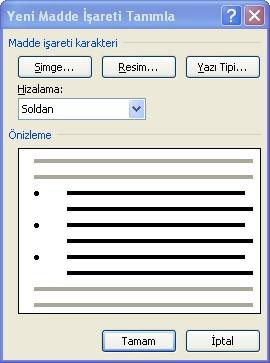 Yeni Madde İşareti Tanımla
Madde işareti karakteri
Simge... Resim... Yazı Tipi...
Hizalama:
Soldan
Önizleme
Tamam İptal